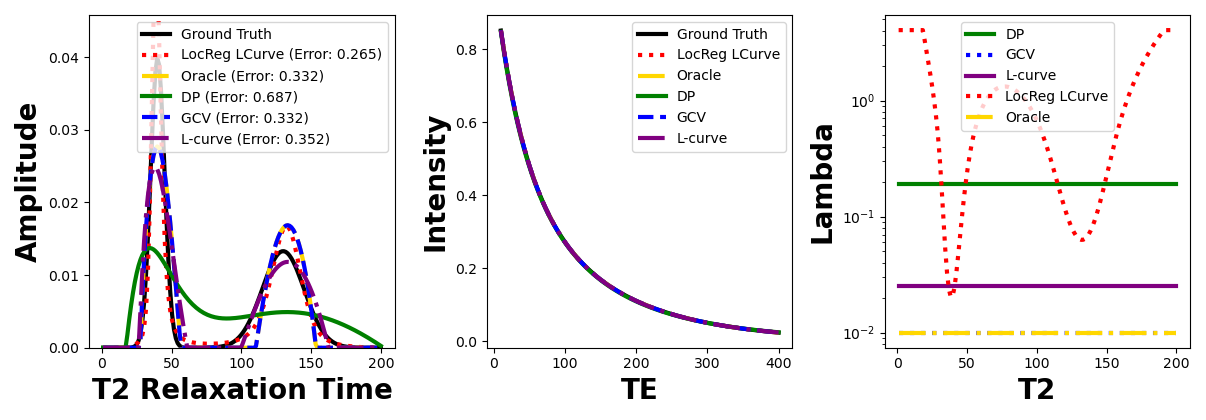 Amplitude
0.04
0.03
0.02
0.01
0.00
0
50
100
150
200
T2 Relaxation Time
Ground Truth
LocReg LCurve (Error: 0.265)
Oracle (Error: 0.332)
DP (Error: 0.687)
GCV (Error: 0.332)
L-curve (Error: 0.352)
Intensity
0.8
0.6
0.4
0.2
0.0
0
100
200
300
400
TE
Ground Truth
LocReg LCurve
Oracle
DP
GCV
L-curve
Lambda
10⁰
10⁻¹
10⁻²
0
50
100
150
200
T2
DP
GCV
L-curve
LocReg LCurve
Oracle